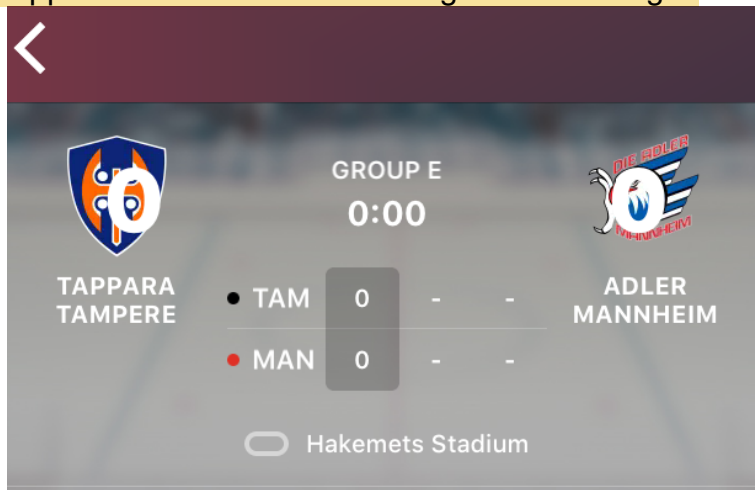 GROUP E
0:00
0
0
TAPPARA
TAMPERE
ADLER
MANNHEIM
DIE ADLER
MANNHEIM
TAM 0 - -
MAN 0 - -
Hakemets Stadium